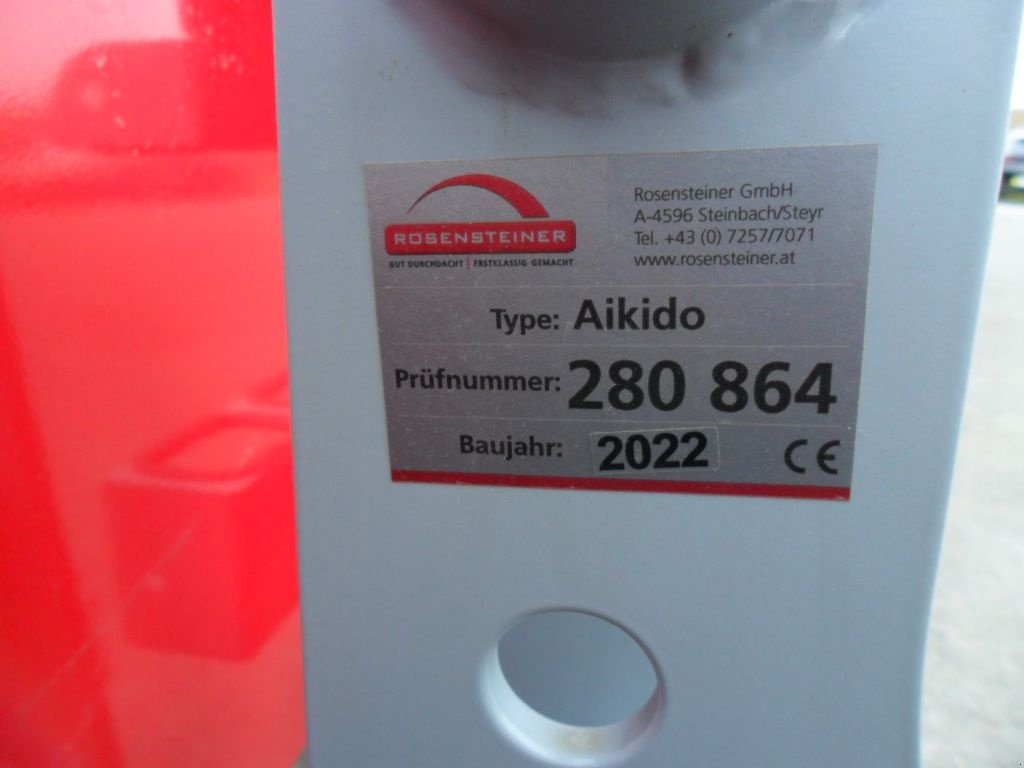 ROSENSTEINER
GUT DURCHDACHT | ERSTKLASSIG GEMACHT
Rosensteiner GmbH
A-4596 Steinbach/Steyr
Tel. +43 (0) 7257/7071
www.rosensteiner.at
Type: Aikido
Prüfnummer: 280 864
Baujahr: 2022 CE